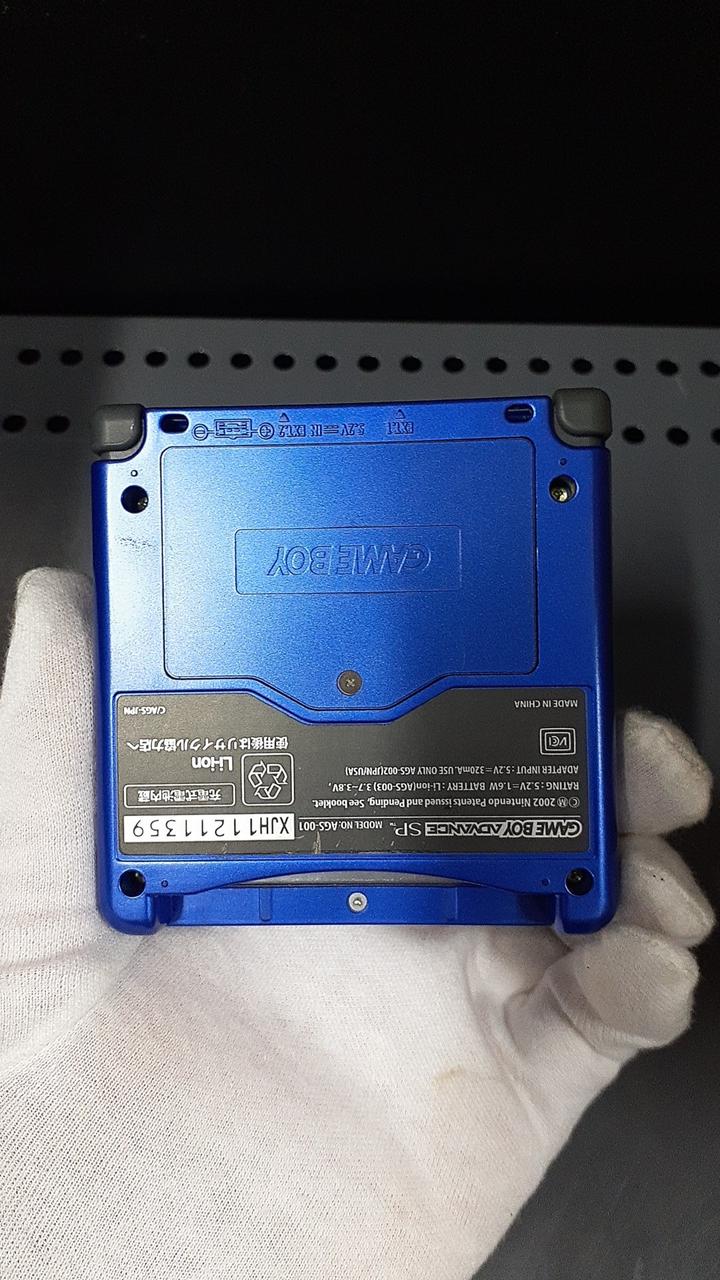 GAME BOY ADVANCE SP™ MODEL NO. AGS-001 XJH11211359
Ⓒ Ⓜ 2002 Nintendo Patents issued and Pending. See booklet.
RATING : 5.2V⎓1.6W BATTERY : Li-ion(AGS-003) 3.7~3.8V,
ADAPTER INPUT : 5.2V⎓320mA. USE ONLY AGS-002(JPN/USA)
VCI
MADE IN CHINA
充電式電池内蔵
Li-ion
使用後はリサイクル協力店へ
C/AGS-JPN
GAME BOY
EXT.1 5.2V⎓IN EXT.2